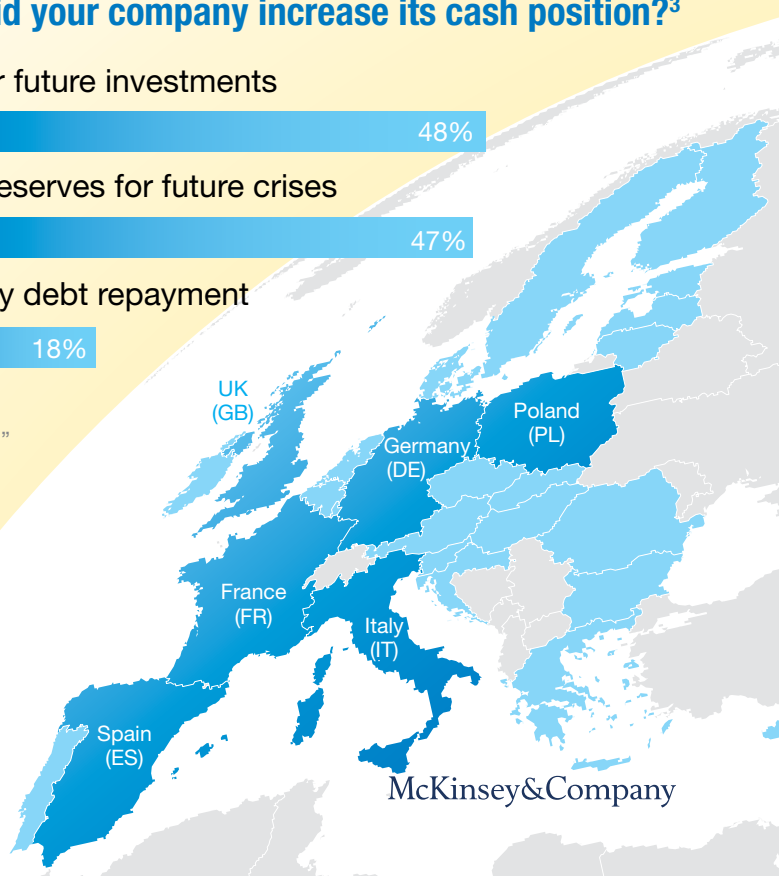 id your company increase its cash position?³
r future investments
48%
eserves for future crises
47%
y debt repayment
18%
”
UK
(GB)
Poland
(PL)
Germany
(DE)
France
(FR)
Italy
(IT)
Spain
(ES)
McKinsey&Company